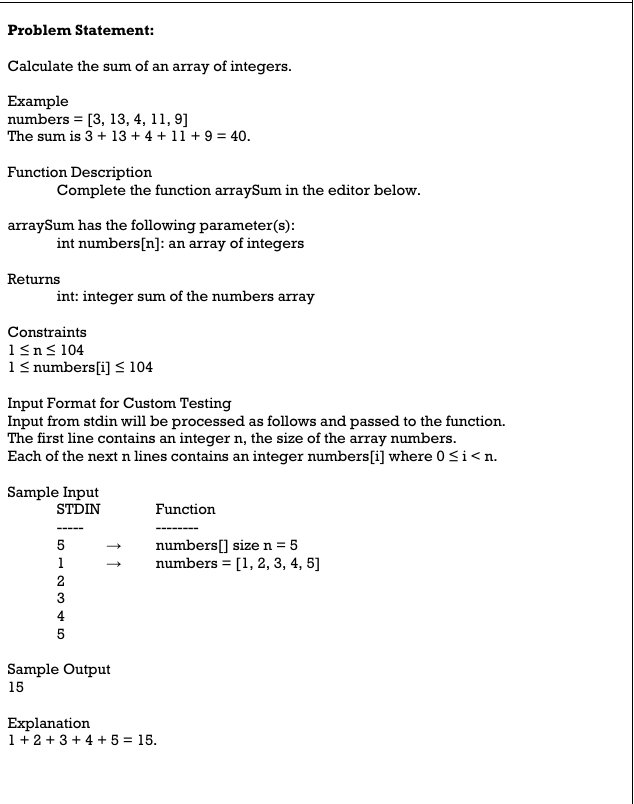 Problem Statement:
Calculate the sum of an array of integers.
Example
numbers = [3, 13, 4, 11, 9]
The sum is 3 + 13 + 4 + 11 + 9 = 40.
Function Description
Complete the function arraySum in the editor below.
arraySum has the following parameter(s):
int numbers[n]: an array of integers
Returns
int: integer sum of the numbers array
Constraints
1 ≤ n ≤ 104
1 ≤ numbers[i] ≤ 104
Input Format for Custom Testing
Input from stdin will be processed as follows and passed to the function.
The first line contains an integer n, the size of the array numbers.
Each of the next n lines contains an integer numbers[i] where 0 ≤ i < n.
Sample Input
STDIN Function
----- --------
5 → numbers[] size n = 5
1 → numbers = [1, 2, 3, 4, 5]
2
3
4
5
Sample Output
15
Explanation
1 + 2 + 3 + 4 + 5 = 15.